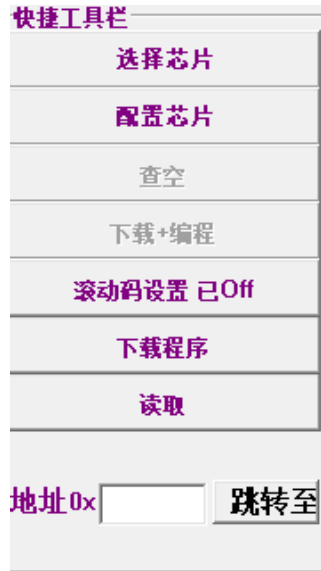 快捷工具栏
选择芯片
配置芯片
查空
下载+编程
滚动码设置 已Off
下载程序
读取
地址0x 跳转至